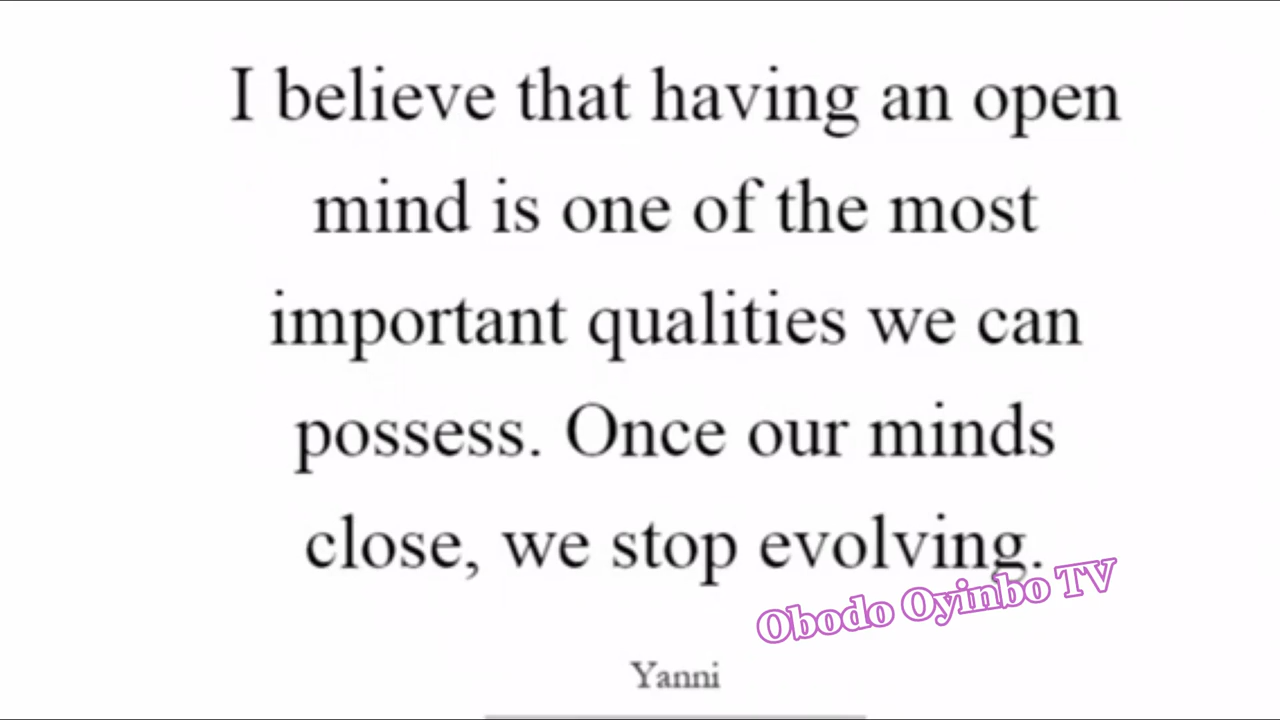 I believe that having an open
mind is one of the most
important qualities we can
possess. Once our minds
close, we stop evolving.
Obodo Oyinbo TV
Yanni